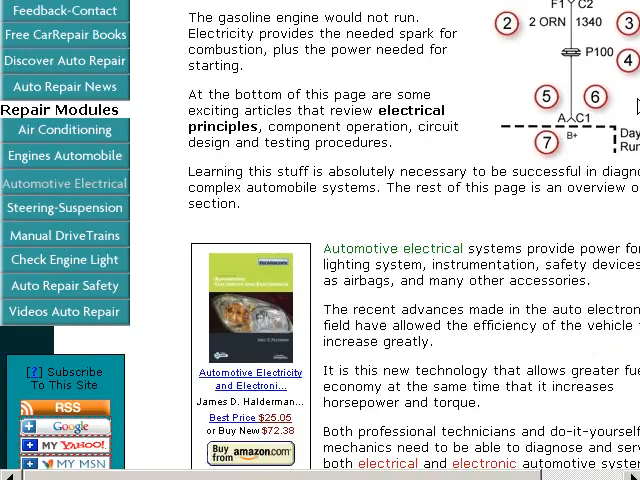 Feedback-Contact
Free CarRepair Books
Discover Auto Repair
Auto Repair News
Repair Modules
Air Conditioning
Engines Automobile
Automotive Electrical
Steering-Suspension
Manual DriveTrains
Check Engine Light
Auto Repair Safety
Videos Auto Repair
[?] Subscribe
To This Site
RSS
Google
MY YAHOO!
MY MSN
The gasoline engine would not run.
Electricity provides the needed spark for
combustion, plus the power needed for
starting.
At the bottom of this page are some
exciting articles that review electrical
principles, component operation, circuit
design and testing procedures.
F1 C2
2 2 ORN 1340 3
P100
4
5 6
A C1
B+
7
Day
Run
Learning this stuff is absolutely necessary to be successful in
complex automobile systems. The rest of this page is an overview
section.
Automotive Electricity
and Electroni...
James D. Halderman...
Best Price $25.05
or Buy New $72.38
Buy from amazon.com
Automotive electrical systems provide power
lighting system, instrumentation, safety
as airbags, and many other accessories.
The recent advances made in the auto
field have allowed the efficiency of the vehicle
increase greatly.
It is this new technology that allows greater
economy at the same time that it increases
horsepower and torque.
Both professional technicians and
mechanics need to be able to diagnose and
both electrical and electronic automotive